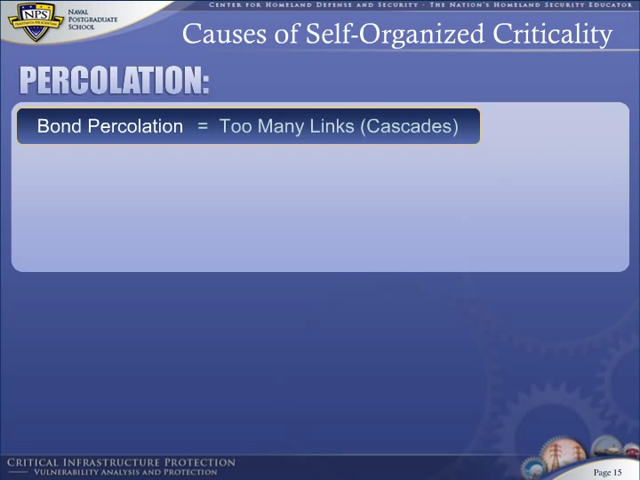 CENTER FOR HOMELAND DEFENSE AND SECURITY · THE NATION'S HOMELAND SECURITY EDUCATOR
NPS
NAVAL
POSTGRADUATE
SCHOOL
Causes of Self-Organized Criticality
PERCOLATION:
Bond Percolation = Too Many Links (Cascades)
CRITICAL INFRASTRUCTURE PROTECTION
VULNERABILITY ANALYSIS AND PROTECTION
Page 15